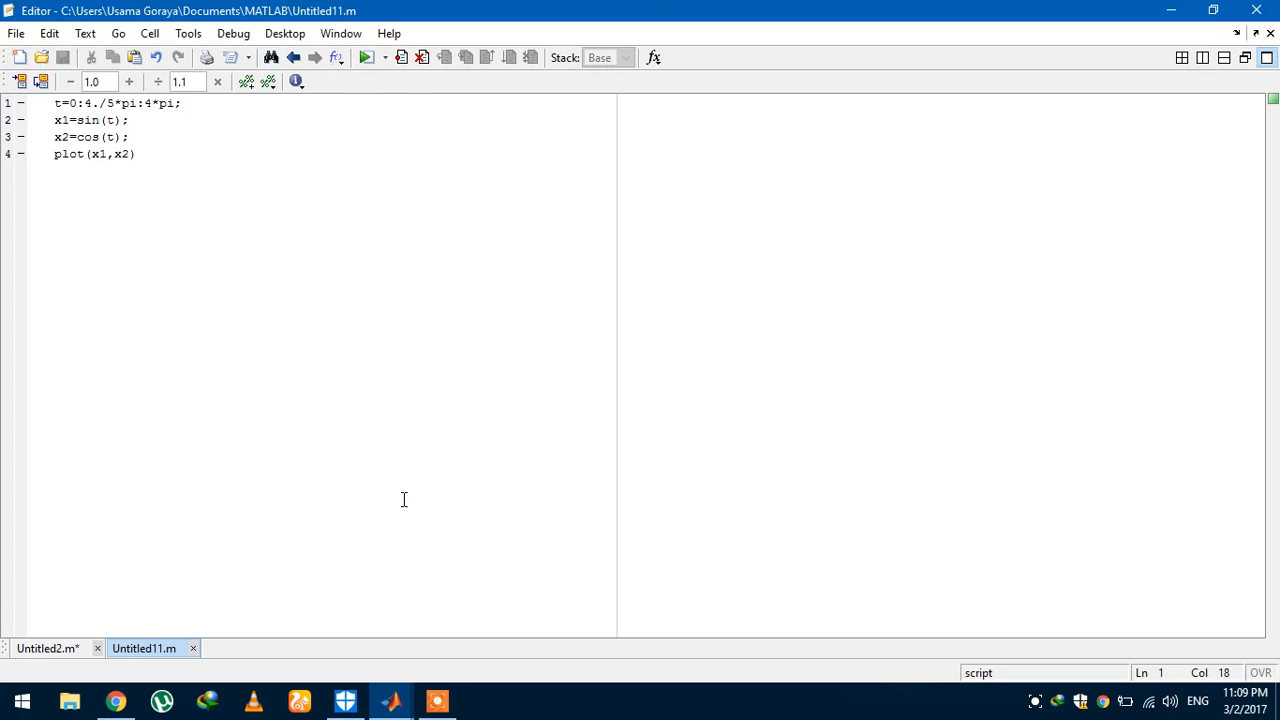 Editor - C:\Users\Usama Goraya\Documents\MATLAB\Untitled11.m
File Edit Text Go Cell Tools Debug Desktop Window Help
Stack: Base fx
1.0 1.1
1 t=0:4./5*pi:4*pi;
2 x1=sin(t);
3 x2=cos(t);
4 plot(x1,x2)
Untitled2.m* Untitled11.m
script Ln 1 Col 18 OVR
ENG 11:09 PM
3/2/2017